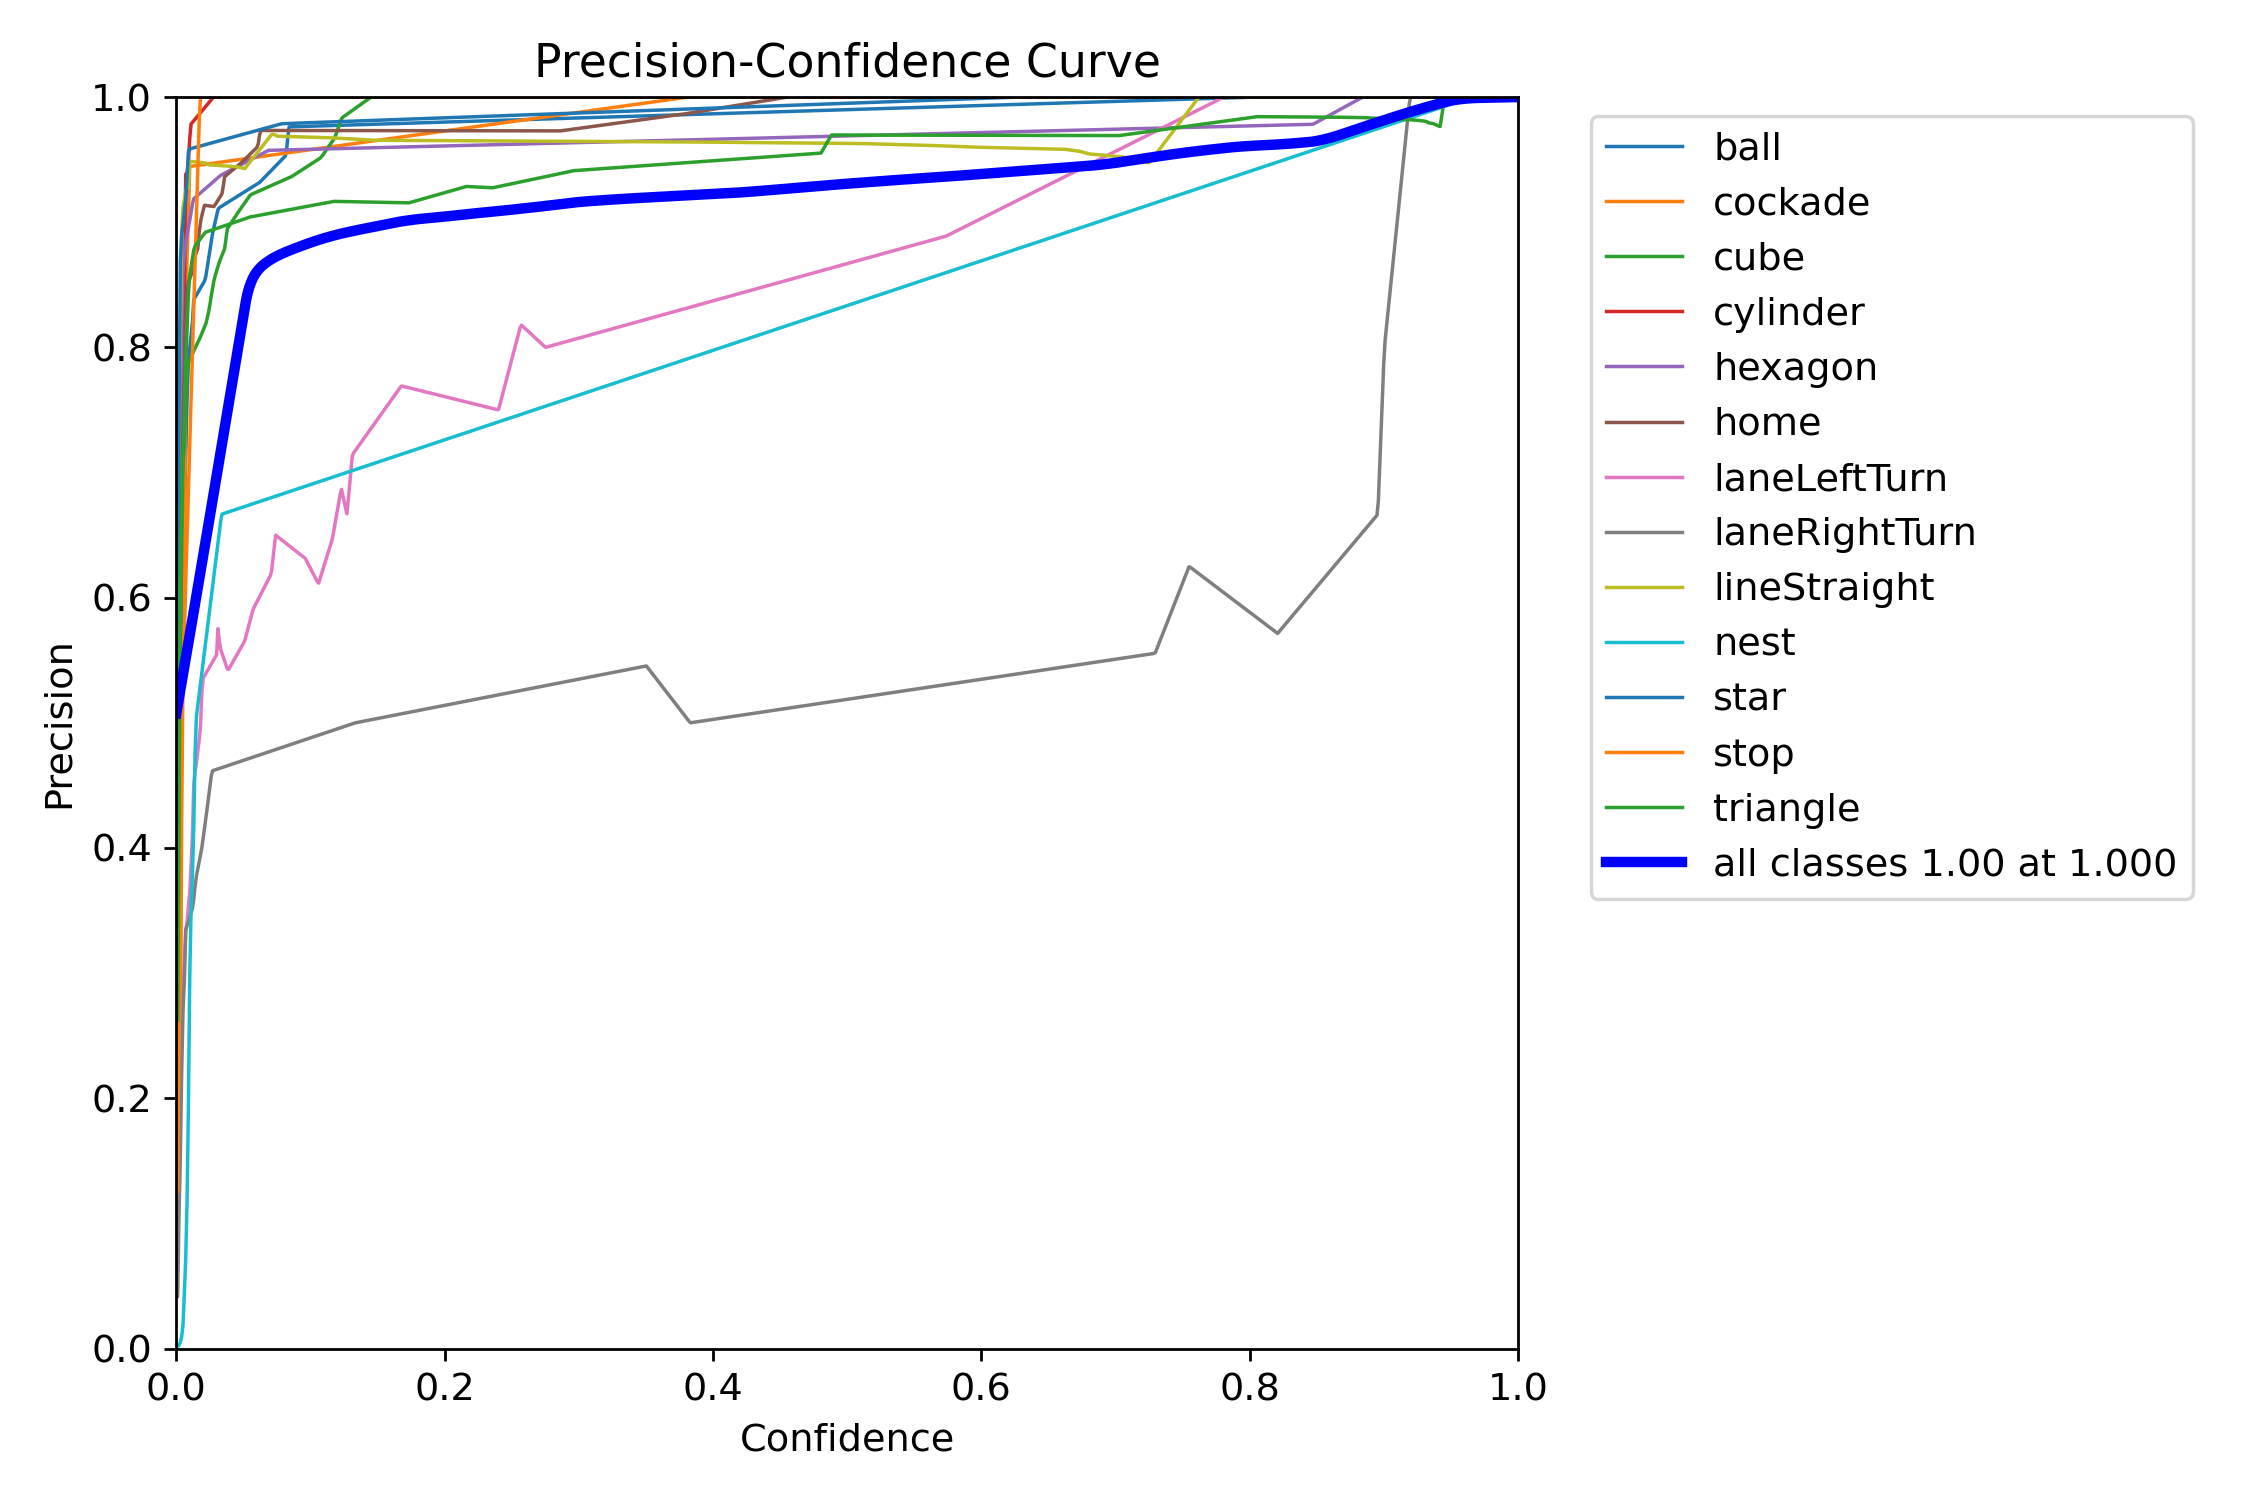 Precision-Confidence Curve
1.0
0.8
0.6
0.4
0.2
0.0
Precision
0.0 0.2 0.4 0.6 0.8 1.0
Confidence
ball
cockade
cube
cylinder
hexagon
home
laneLeftTurn
laneRightTurn
lineStraight
nest
star
stop
triangle
all classes 1.00 at 1.000